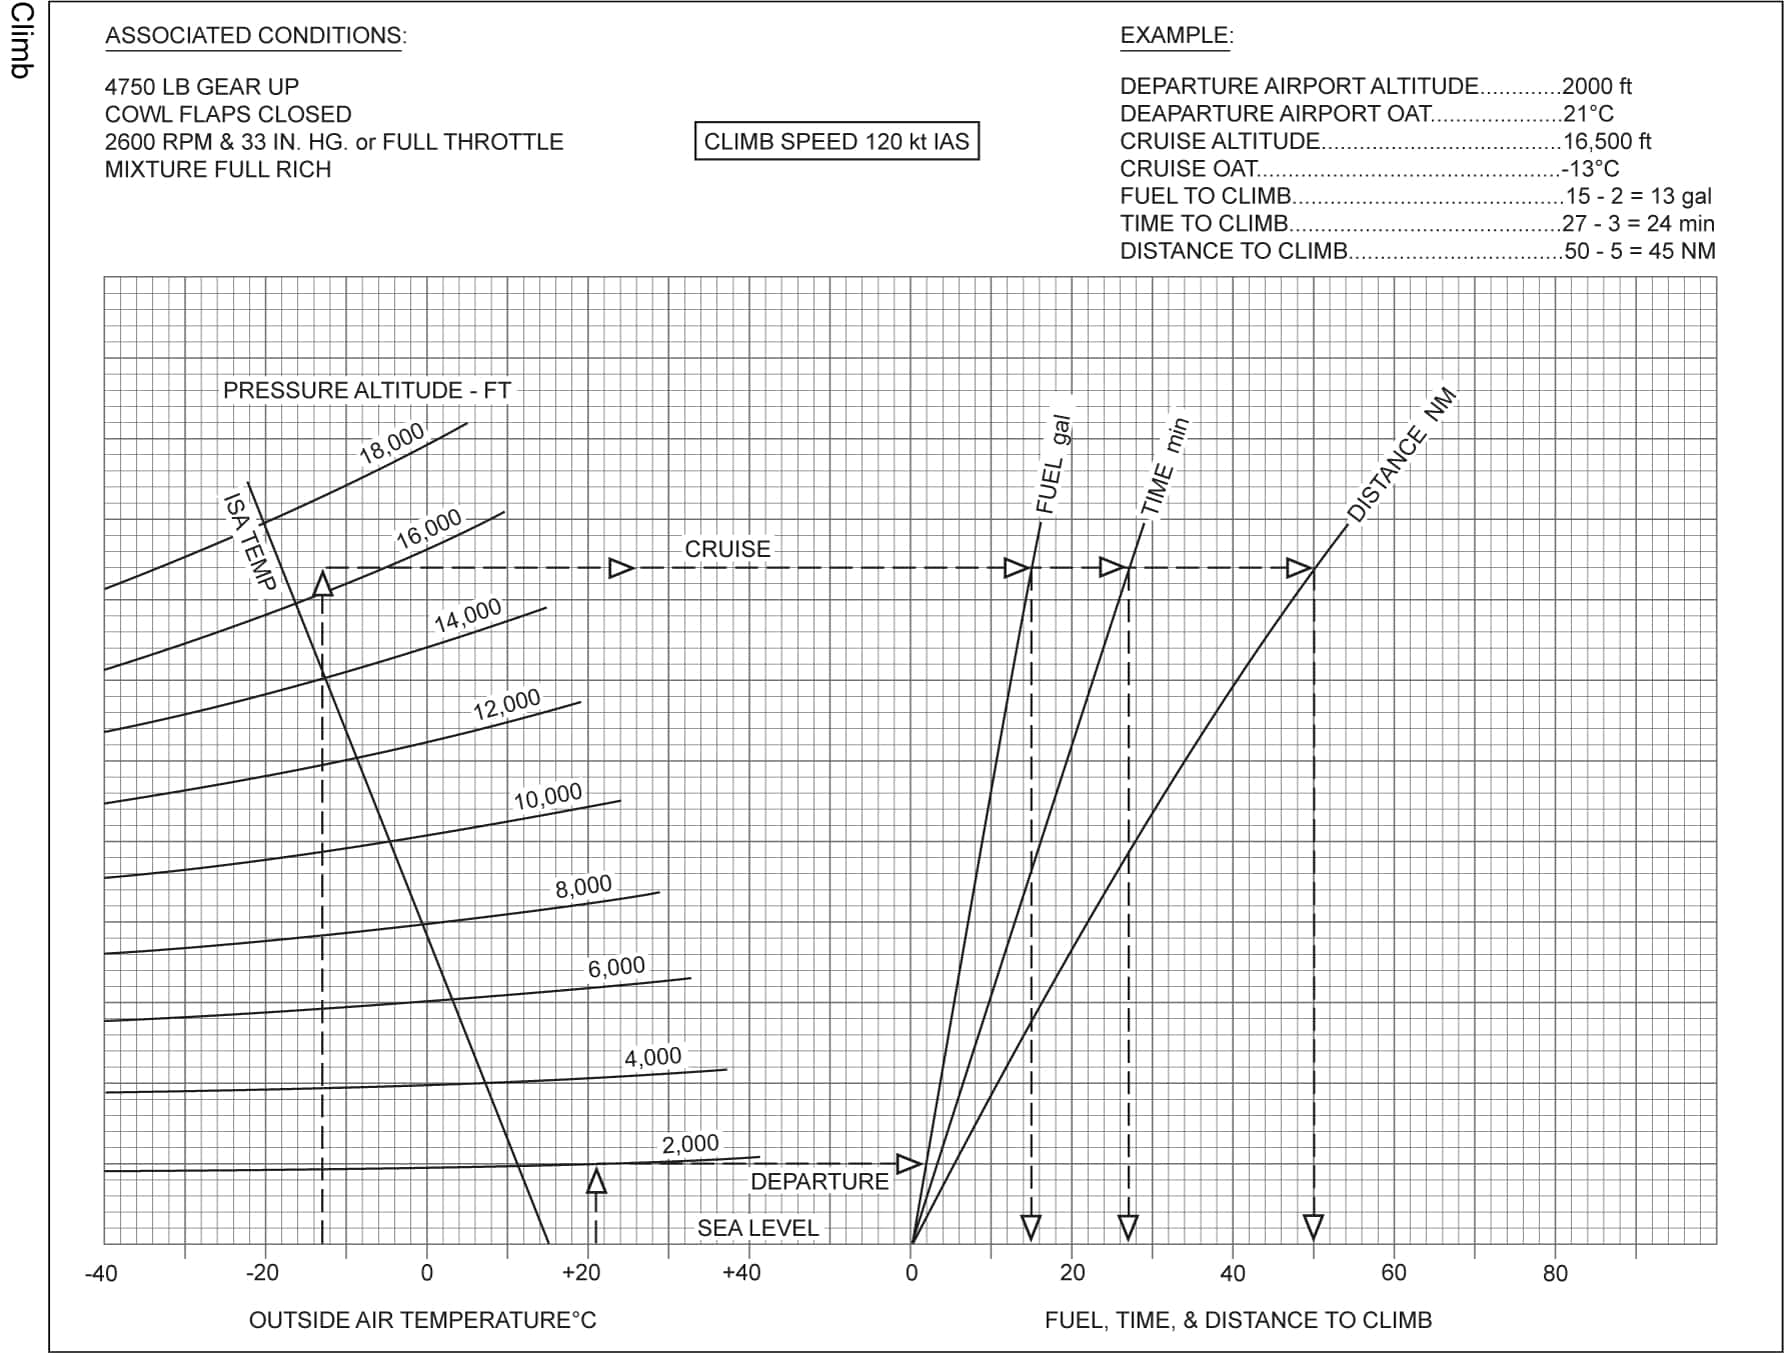 Climb
ASSOCIATED CONDITIONS:
4750 LB GEAR UP
COWL FLAPS CLOSED
2600 RPM & 33 IN. HG. or FULL THROTTLE
MIXTURE FULL RICH
CLIMB SPEED 120 kt IAS
EXAMPLE:
DEPARTURE AIRPORT ALTITUDE.............2000 ft
DEAPARTURE AIRPORT OAT.....................21°C
CRUISE ALTITUDE......................................16,500 ft
CRUISE OAT................................................-13°C
FUEL TO CLIMB...........................................15 - 2 = 13 gal
TIME TO CLIMB...........................................27 - 3 = 24 min
DISTANCE TO CLIMB..................................50 - 5 = 45 NM
PRESSURE ALTITUDE - FT
18,000
16,000
14,000
12,000
10,000
8,000
6,000
4,000
2,000
ISA TEMP
CRUISE
FUEL gal
TIME min
DISTANCE NM
DEPARTURE
SEA LEVEL
-40 -20 0 +20 +40 0 20 40 60 80
OUTSIDE AIR TEMPERATURE°C
FUEL, TIME, & DISTANCE TO CLIMB